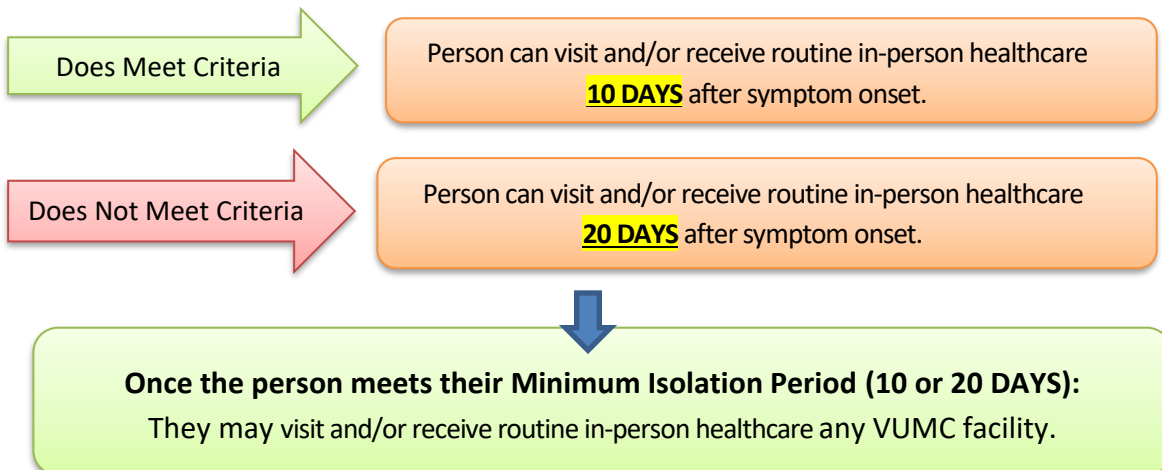 Does Meet Criteria
Person can visit and/or receive routine in-person healthcare
10 DAYS after symptom onset.
Does Not Meet Criteria
Person can visit and/or receive routine in-person healthcare
20 DAYS after symptom onset.
Once the person meets their Minimum Isolation Period (10 or 20 DAYS):
They may visit and/or receive routine in-person healthcare any VUMC facility.